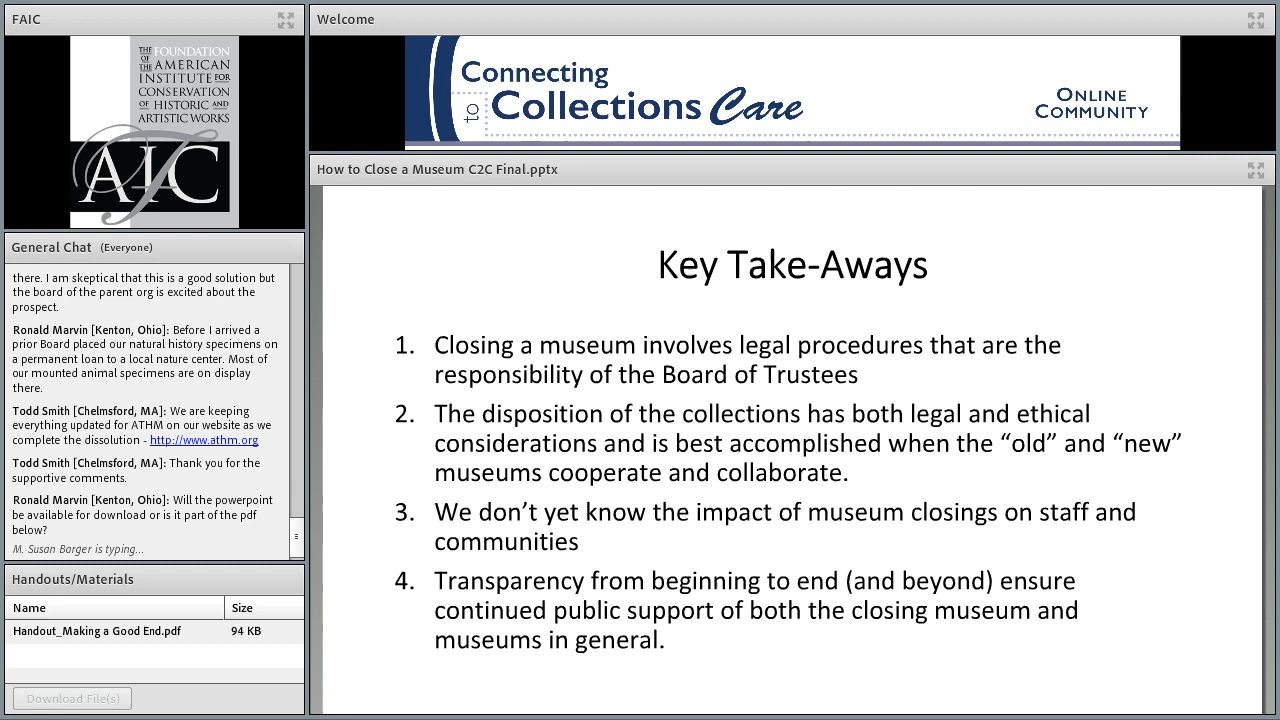 FAIC
THE FOUNDATION
OF THE AMERICAN
INSTITUTE FOR
CONSERVATION
OF HISTORIC AND
ARTISTIC WORKS
FAIC
General Chat (Everyone)
there. I am skeptical that this is a good solution but
the board of the parent org is excited about the
prospect.
Ronald Marvin [Kenton, Ohio]: Before I arrived a
prior Board placed our natural history specimens on
a permanent loan to a local nature center. Most of
our mounted animal specimens are on display
there.
Todd Smith [Chelmsford, MA]: We are keeping
everything updated for ATHM on our website as we
complete the dissolution - http://www.athm.org
Todd Smith [Chelmsford, MA]: Thank you for the
supportive comments.
Ronald Marvin [Kenton, Ohio]: Will the powerpoint
be available for download or is it part of the pdf
below?
M. Susan Barger is typing...
Handouts/Materials
Name Size
Handout_Making a Good End.pdf 94 KB
Download File(s)
Welcome
Connecting
to Collections Care
ONLINE
COMMUNITY
How to Close a Museum C2C Final.pptx
Key Take-Aways
1. Closing a museum involves legal procedures that are the
responsibility of the Board of Trustees
2. The disposition of the collections has both legal and ethical
considerations and is best accomplished when the “old” and “new”
museums cooperate and collaborate.
3. We don’t yet know the impact of museum closings on staff and
communities
4. Transparency from beginning to end (and beyond) ensure
continued public support of both the closing museum and
museums in general.